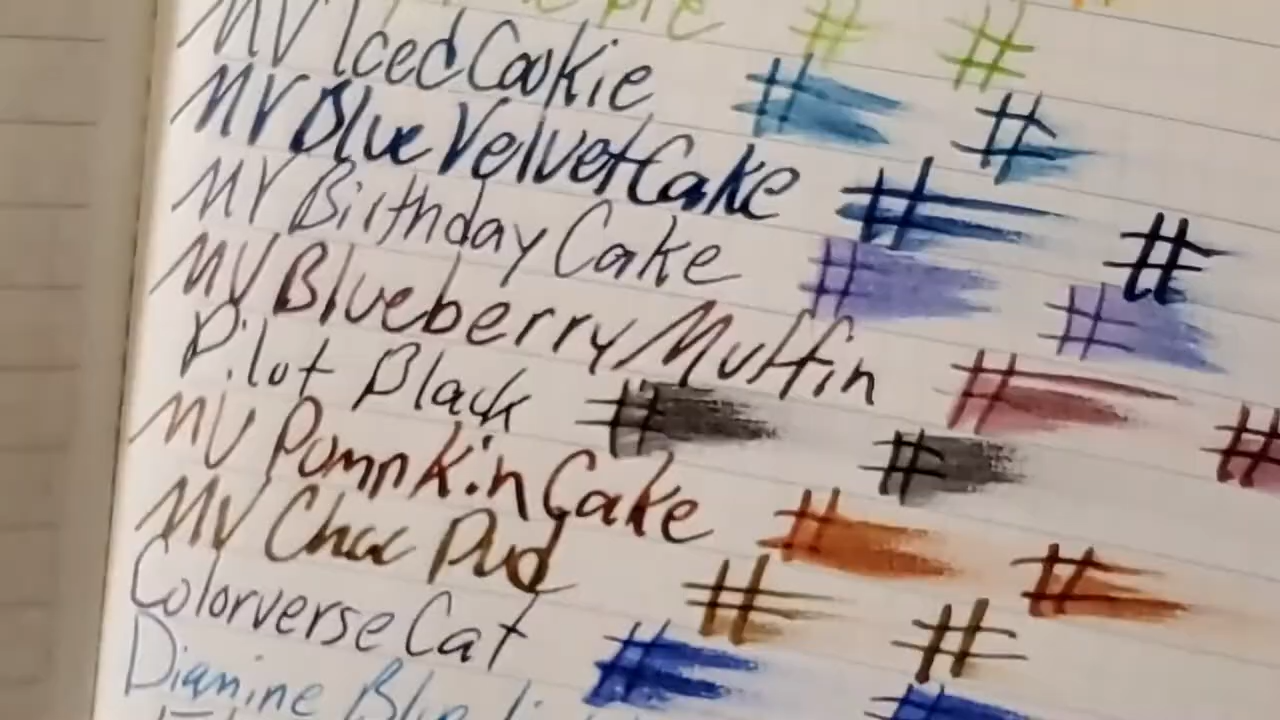 MV Iced Cookie # #
MV Blue Velvet Cake # #
MV Birthday Cake # #
MV Blueberry Muffin # #
Pilot Black # #
MV Pumpkin Cake # #
MV Choc Pud # #
Colorverse Cat # #
Diamine Blue